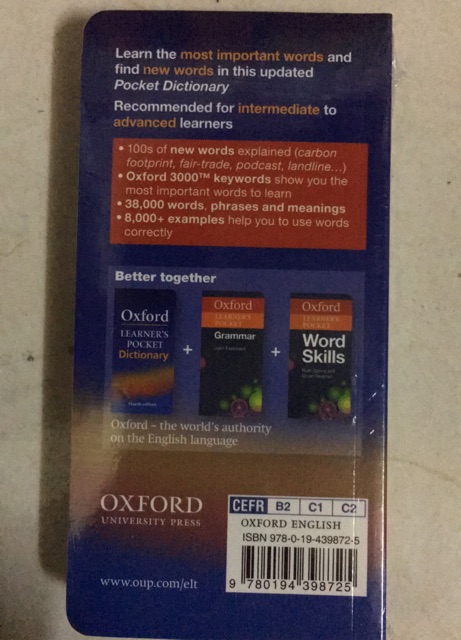 Learn the most important words and
find new words in this updated
Pocket Dictionary
Recommended for intermediate to
advanced learners
• 100s of new words explained (carbon
footprint, fair-trade, podcast, landline...)
• Oxford 3000™ keywords show you the
most important words to learn
• 38,000 words, phrases and meanings
• 8,000+ examples help you to use words
correctly
Better together
Oxford
LEARNER'S
POCKET
Dictionary
Fourth edition
+
Oxford
LEARNER'S
POCKET
Grammar
John Eastwood
+
Oxford
LEARNER'S
POCKET
Word
Skills
Oxford – the world's authority
on the English language
OXFORD
UNIVERSITY PRESS
www.oup.com/elt
CEFR B2 C1 C2
OXFORD ENGLISH
ISBN 978-0-19-439872-5
9 780194 398725